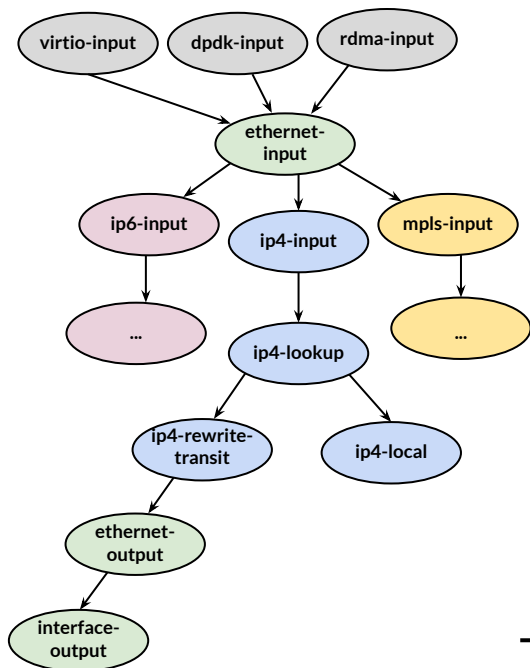 virtio-input
dpdk-input
rdma-input
ethernet-
input
ip6-input
ip4-input
mpls-input
...
...
ip4-lookup
ip4-rewrite-
transit
ip4-local
ethernet-
output
interface-
output